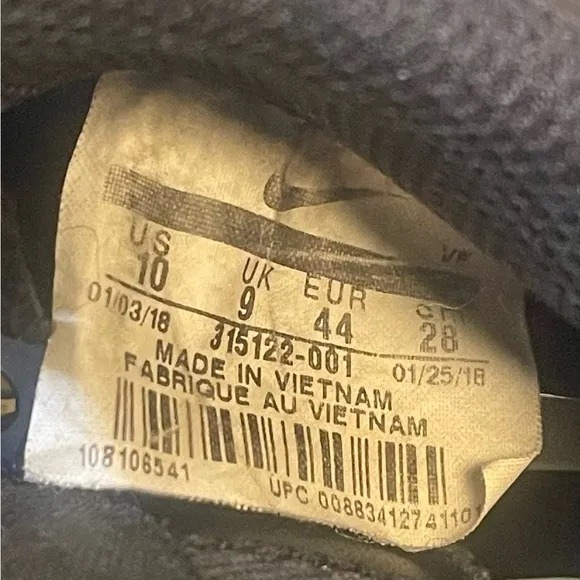 US UK EUR CM
10 9 44 28
01/03/18 315122-001 01/25/18
MADE IN VIETNAM
FABRIQUE AU VIETNAM
108106541
UPC 00883412741101